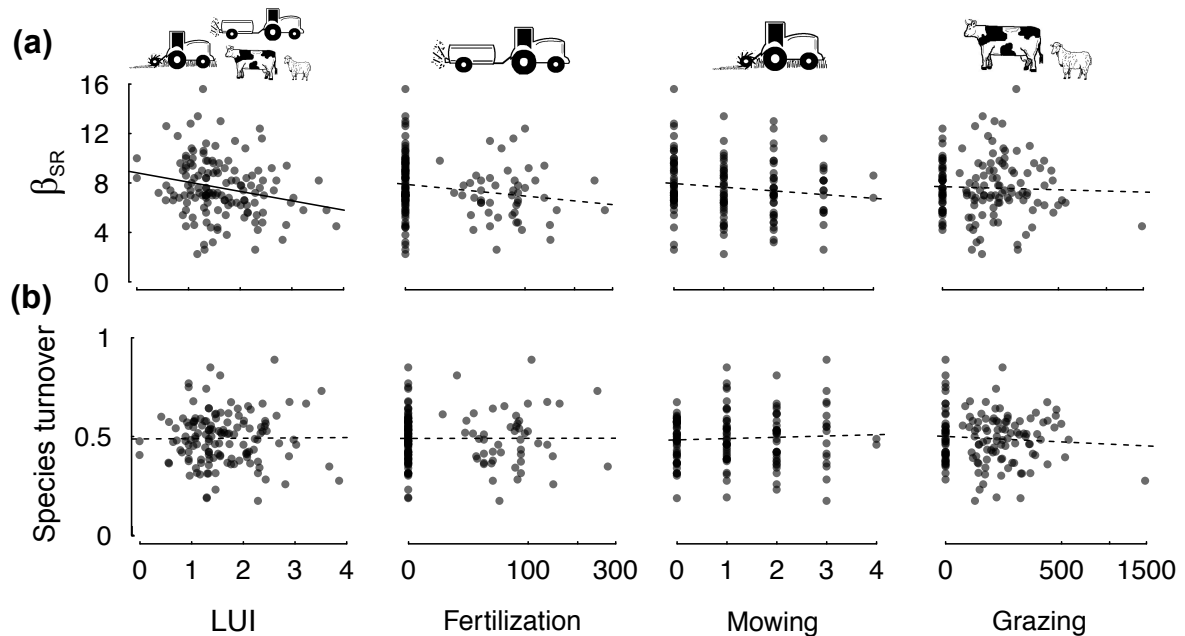 (a)
16
12
8
4
0
βSR
(b)
1
0.5
0
Species turnover
0 1 2 3 4
0 100 300
0 1 2 3 4
0 500 1500
LUI
Fertilization
Mowing
Grazing